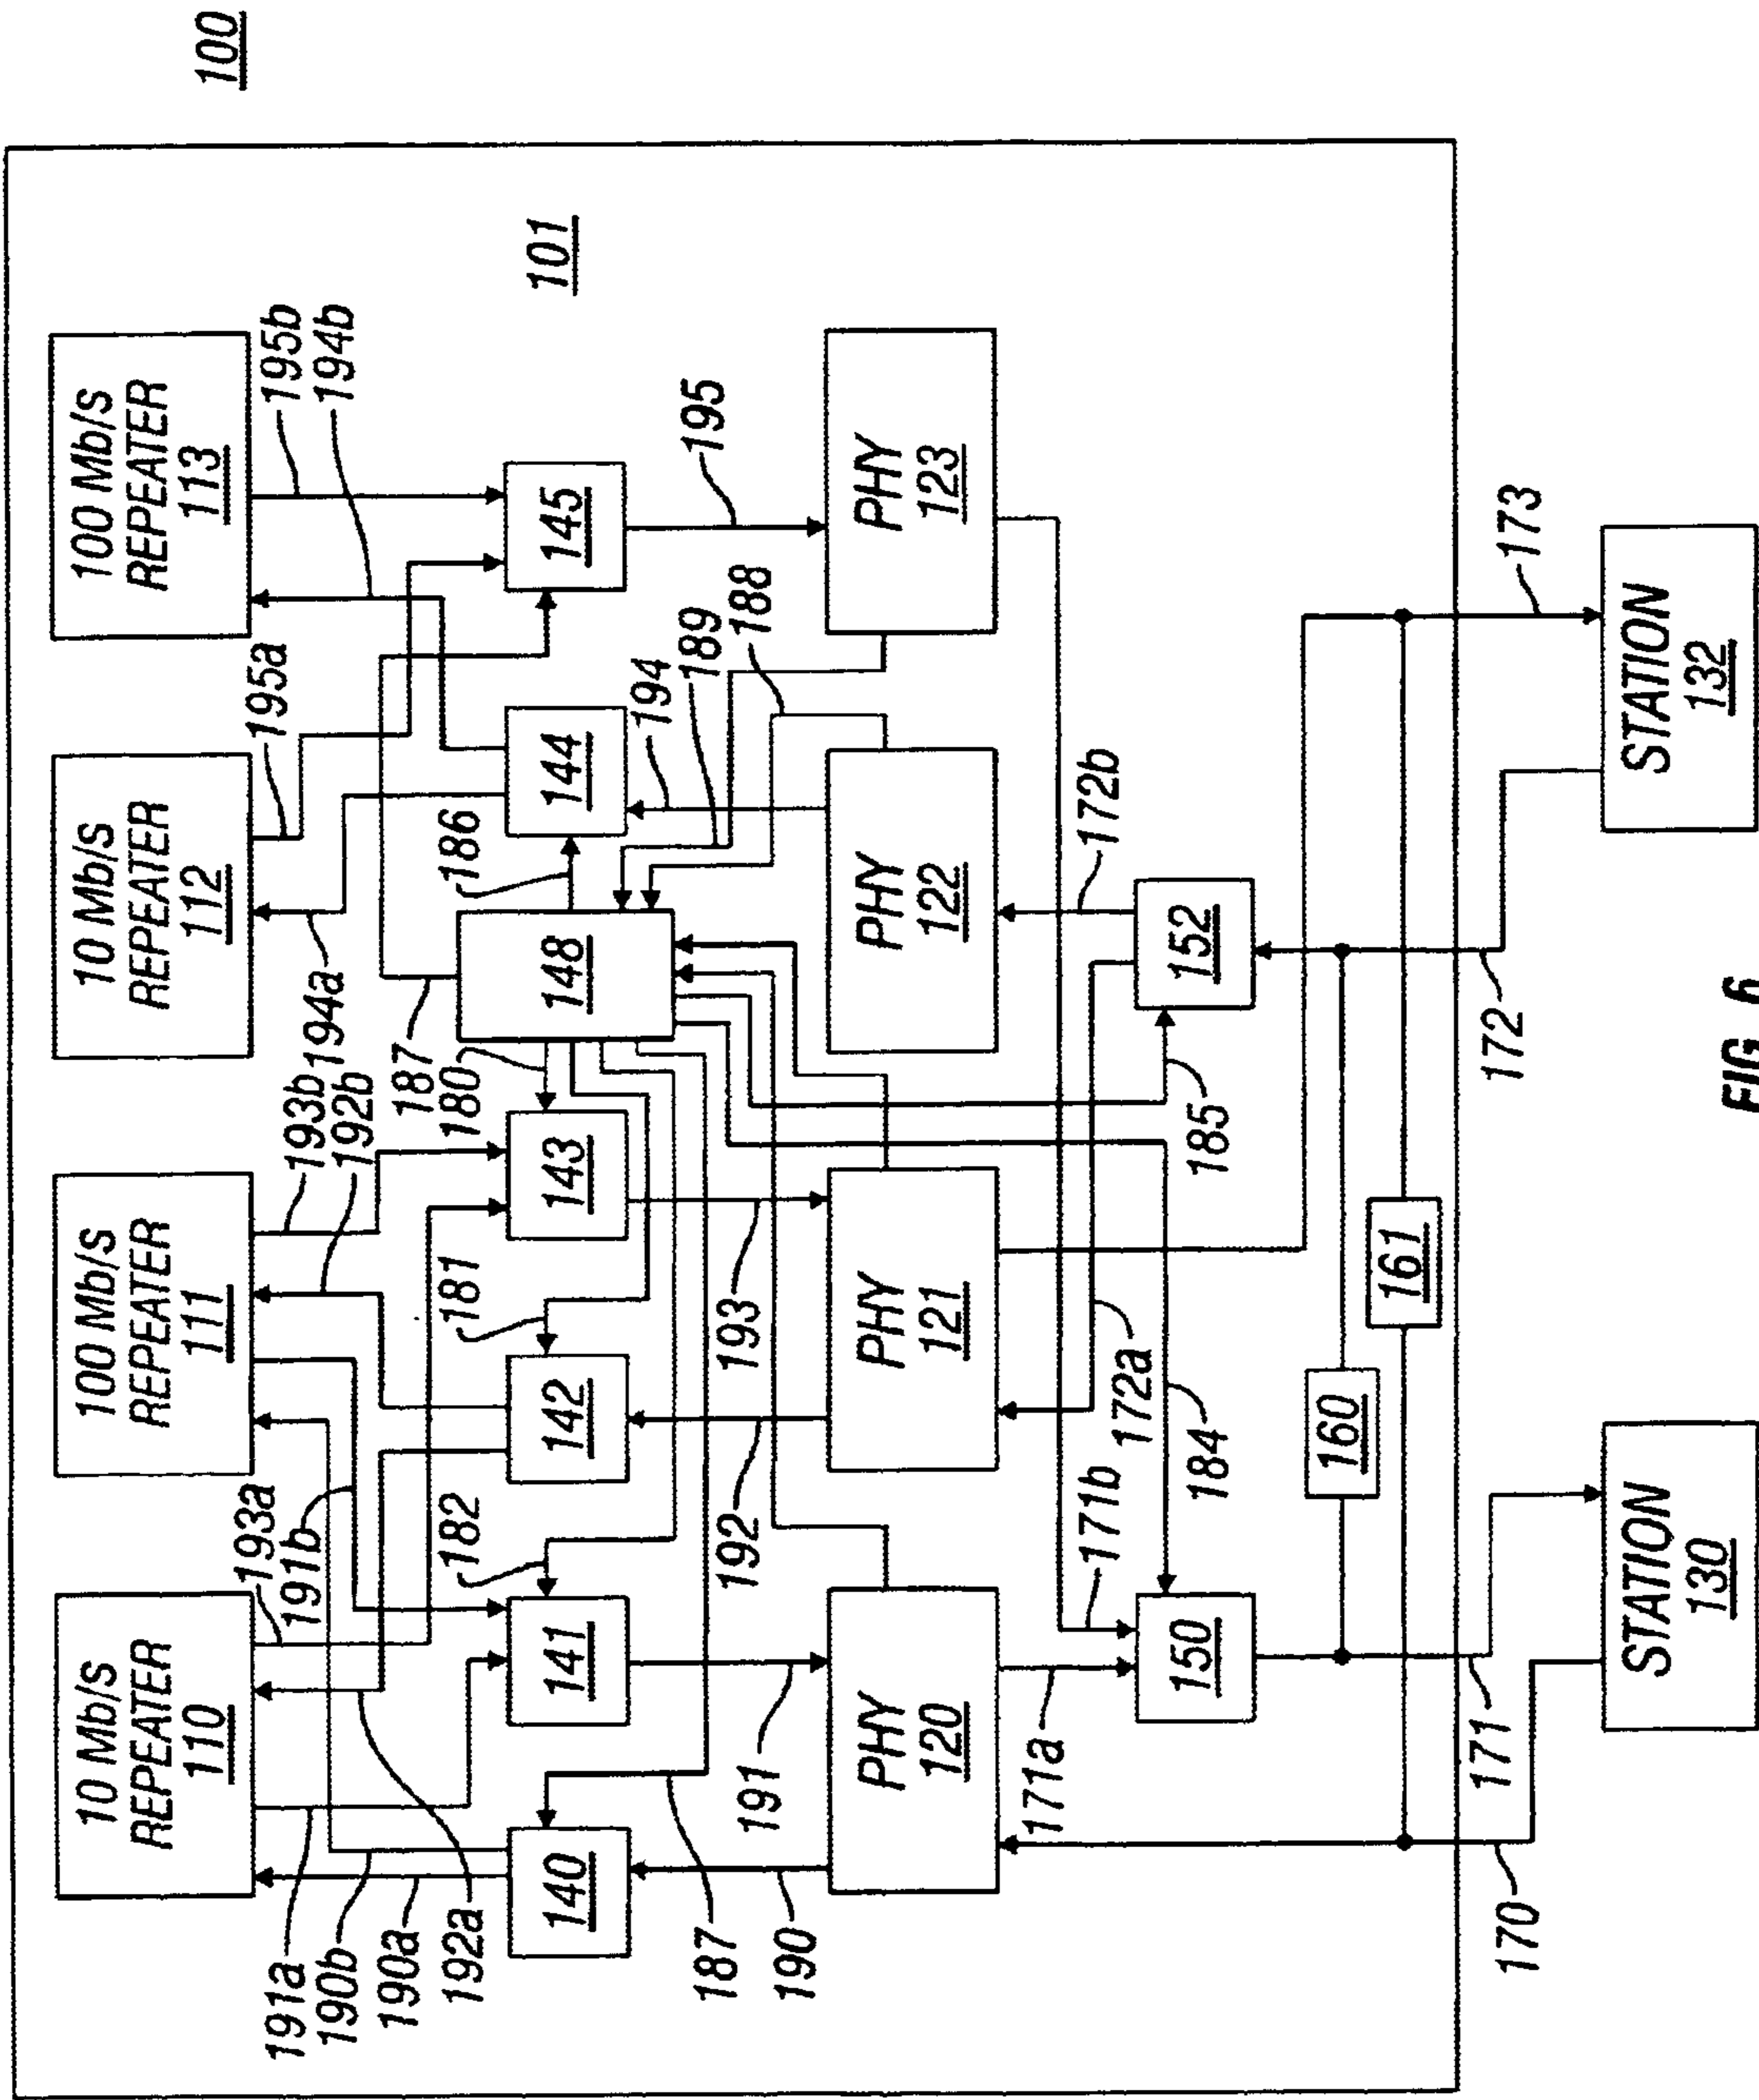 100
10 Mb/s
REPEATER
110
100 Mb/s
REPEATER
111
10 Mb/s
REPEATER
112
100 Mb/s
REPEATER
113
191a
190b
190a
192a
193a
191b
193b
192b
194a
195a
195b
194b
187
180
181
182
186
101
140
141
142
143
148
144
145
187
190
191
192
193
194
189
188
195
PHY
120
PHY
121
PHY
122
PHY
123
171a
171b
172a
184
185
172b
150
152
160
161
170
171
172
173
STATION
130
STATION
132
FIG. 6